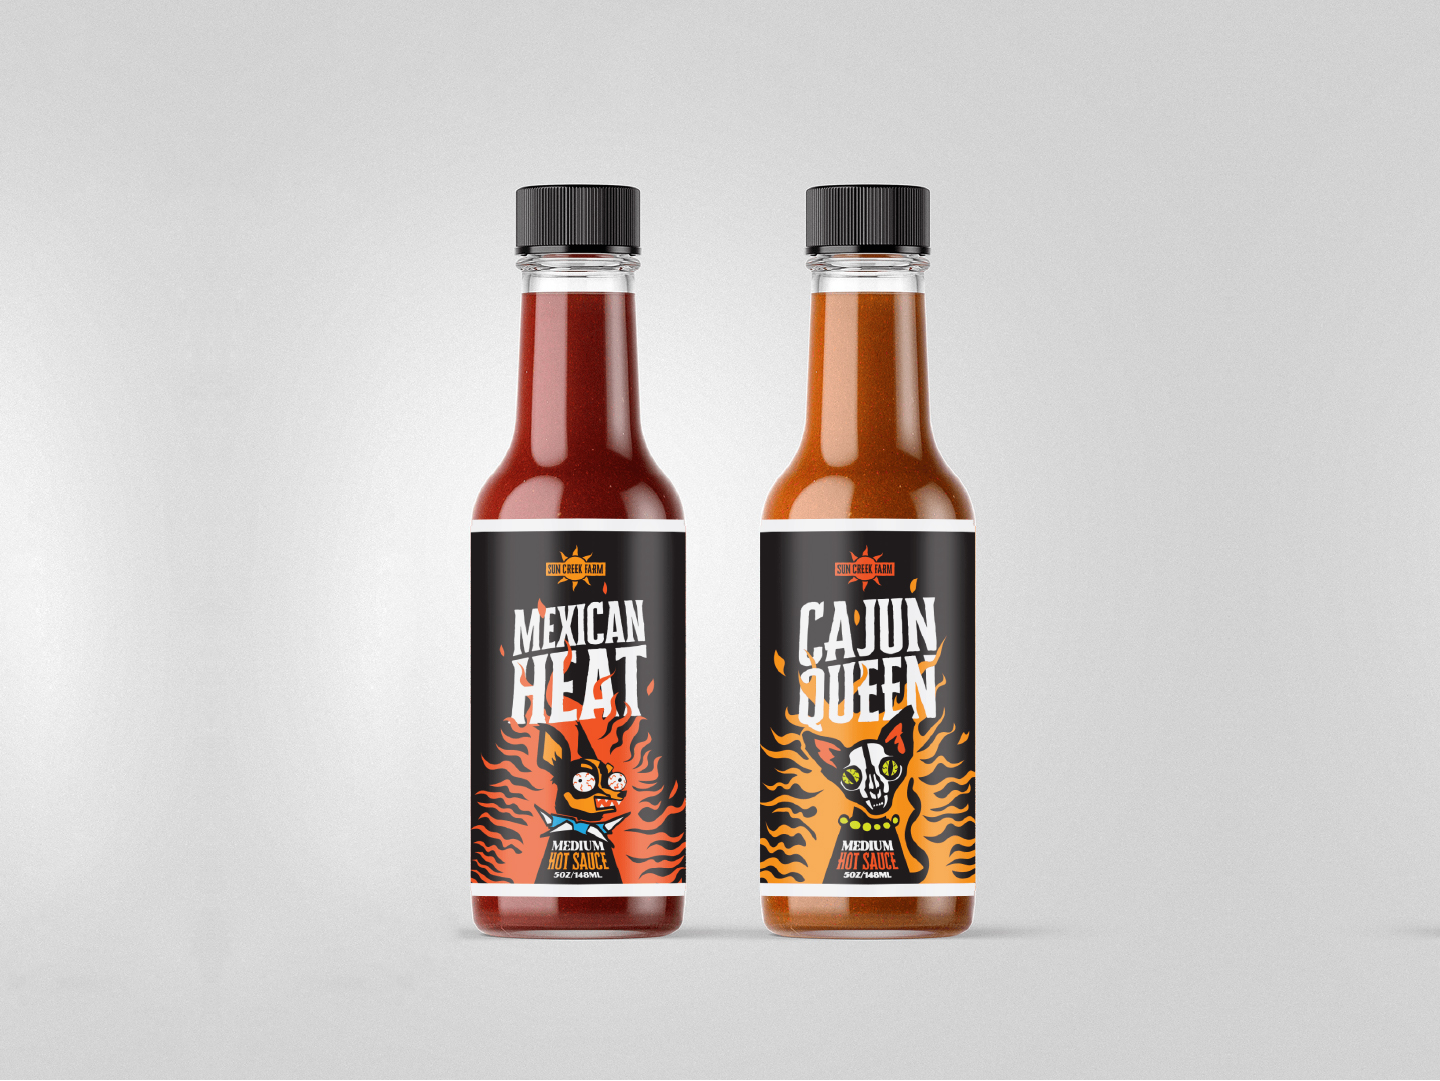 SUN CREEK FARM
MEXICAN
HEAT
MEDIUM
HOT SAUCE
5OZ/148ML
SUN CREEK FARM
CAJUN
QUEEN
MEDIUM
HOT SAUCE
5OZ/148ML